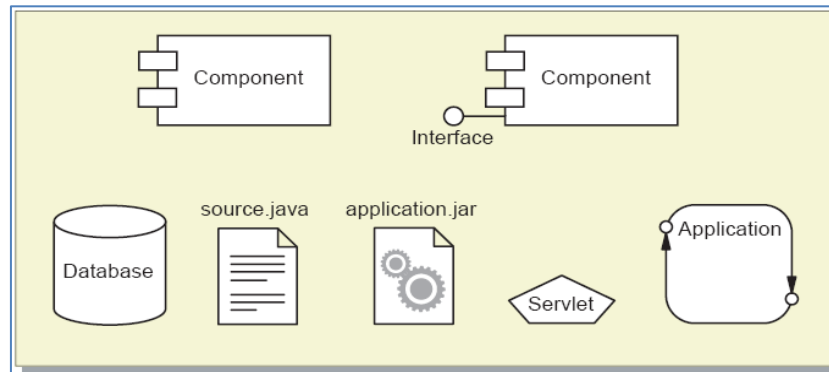 Component
Component
Interface
source.java
application.jar
Application
Database
Servlet